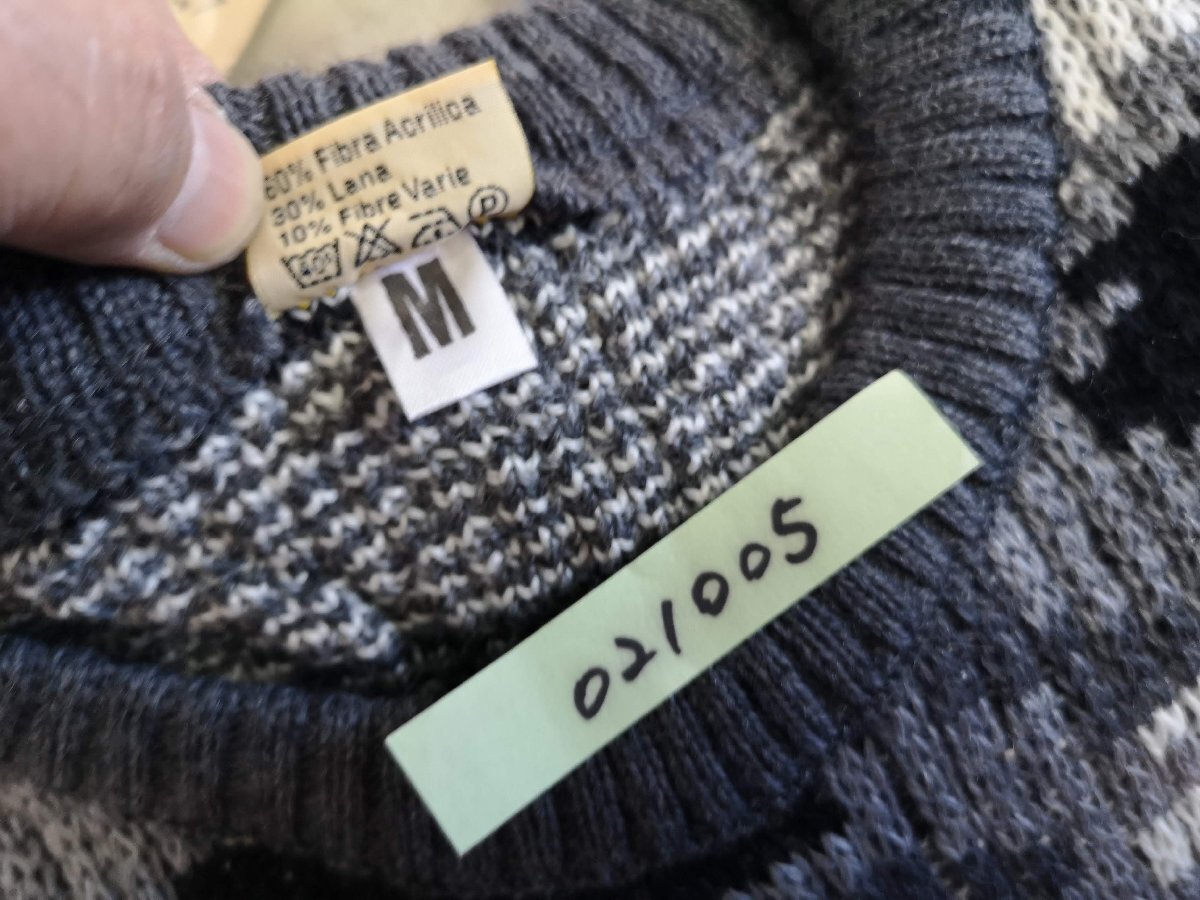 60% Fibra Acrilica
30% Lana
10% Fibre Varie
P
M
021005